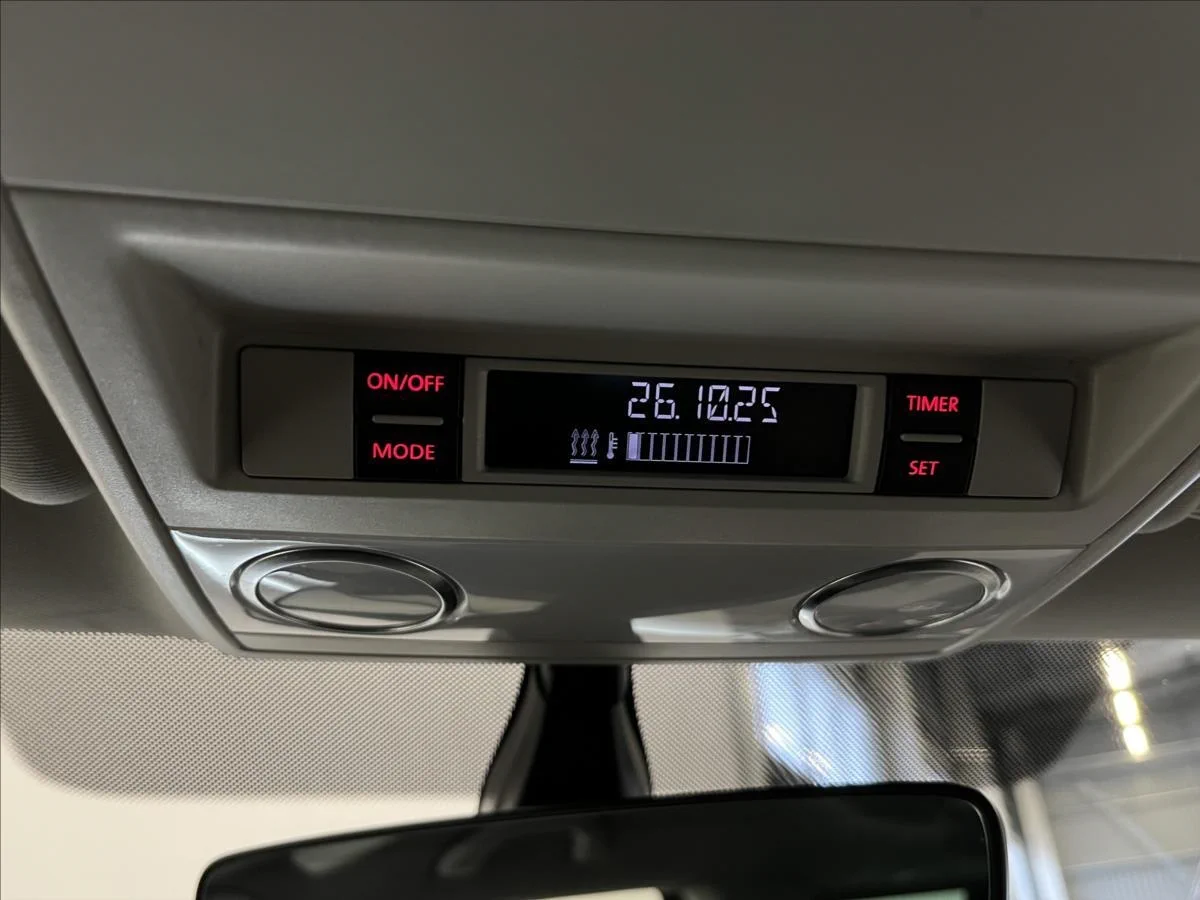 ON/OFF
MODE
26.10.25
TIMER
SET